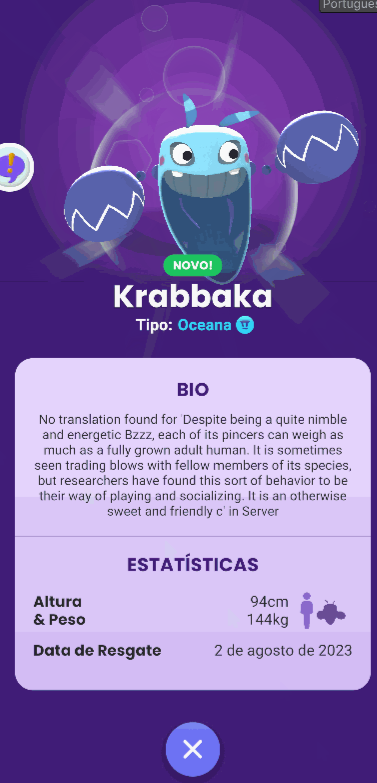 Portugues
NOVO!
Krabbaka
Tipo: Oceana
BIO
No translation found for 'Despite being a quite nimble
and energetic Bzzz, each of its pincers can weigh as
much as a fully grown adult human. It is sometimes
seen trading blows with fellow members of its species,
but researchers have found this sort of behavior to be
their way of playing and socializing. It is an otherwise
sweet and friendly c' in Server
ESTATÍSTICAS
Altura 94cm
& Peso 144kg
Data de Resgate 2 de agosto de 2023